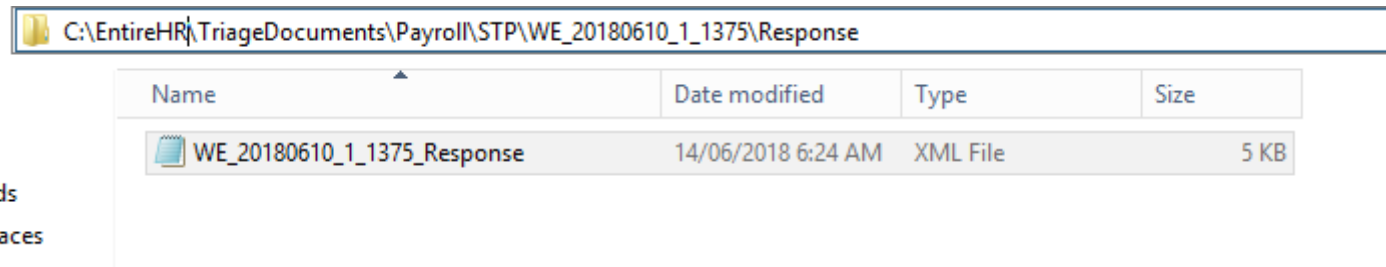 C:\EntireHR\TriageDocuments\Payroll\STP\WE_20180610_1_1375\Response
Name Date modified Type Size
WE_20180610_1_1375_Response 14/06/2018 6:24 AM XML File 5 KB
ds
aces